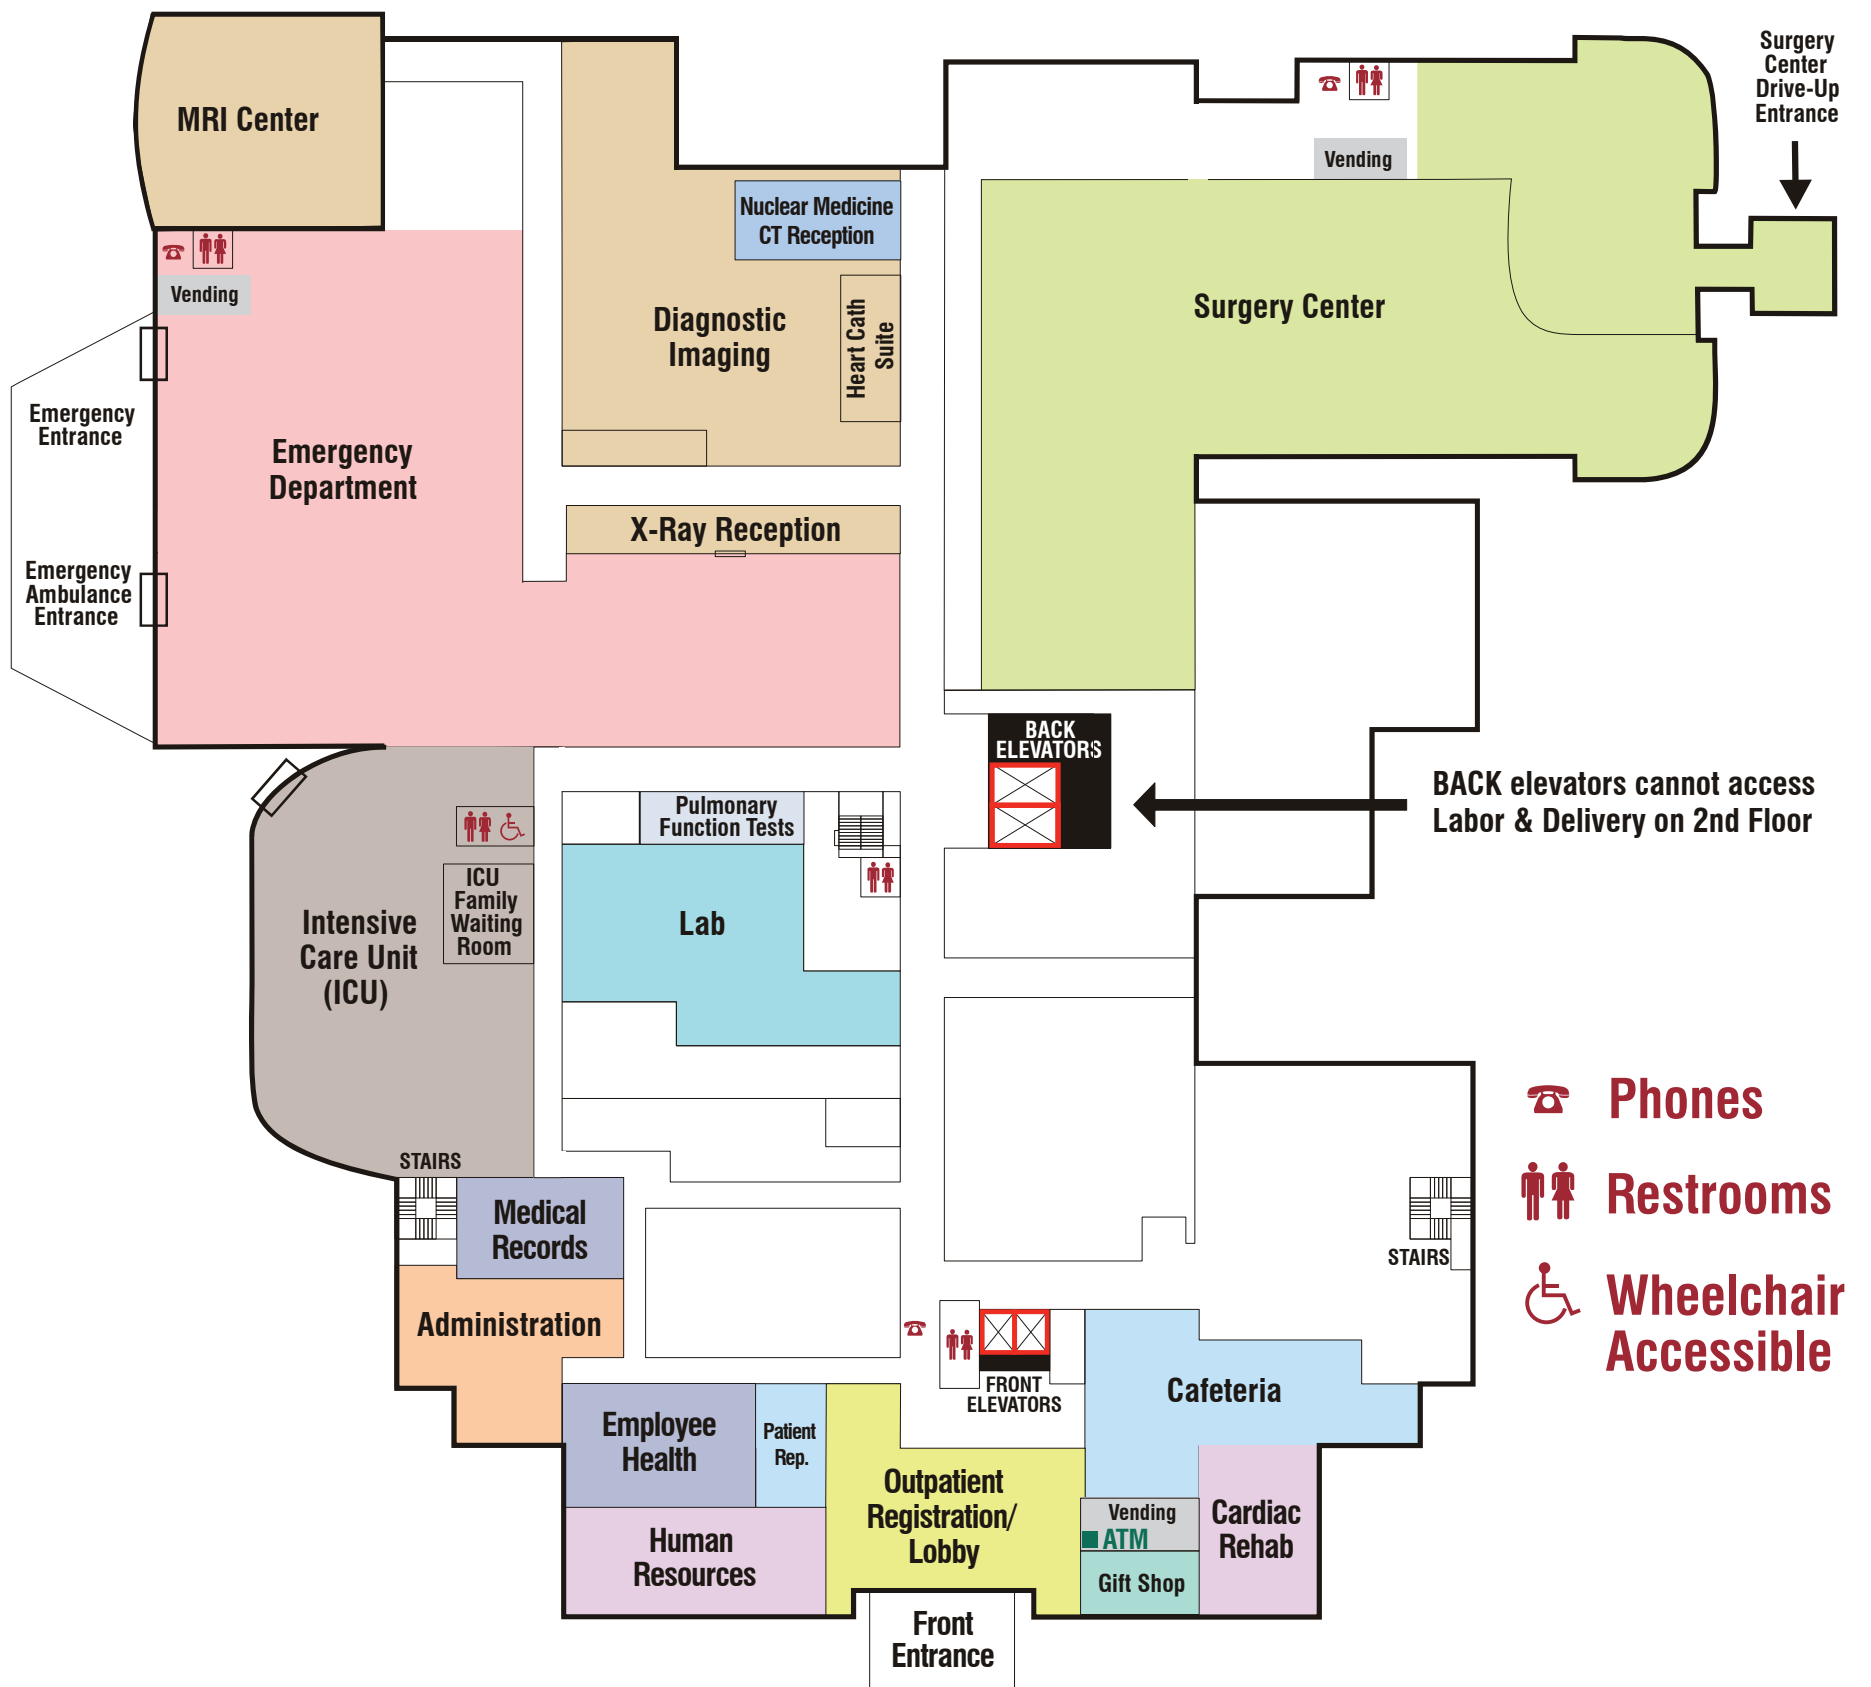 Surgery
Center
Drive-Up
Entrance
MRI Center
Vending
Nuclear Medicine
CT Reception
Vending
Surgery Center
Diagnostic
Imaging
Heart Cath
Suite
Emergency
Entrance
Emergency
Department
X-Ray Reception
Emergency
Ambulance
Entrance
BACK
ELEVATORS
BACK elevators cannot access
Labor & Delivery on 2nd Floor
Pulmonary
Function Tests
ICU
Family
Waiting
Room
Intensive
Care Unit
(ICU)
Lab
Phones
STAIRS
Medical
Records
Restrooms
STAIRS
Wheelchair
Accessible
Administration
FRONT
ELEVATORS
Cafeteria
Employee
Health
Patient
Rep.
Outpatient
Registration/
Lobby
Vending
ATM
Cardiac
Rehab
Human
Resources
Gift Shop
Front
Entrance